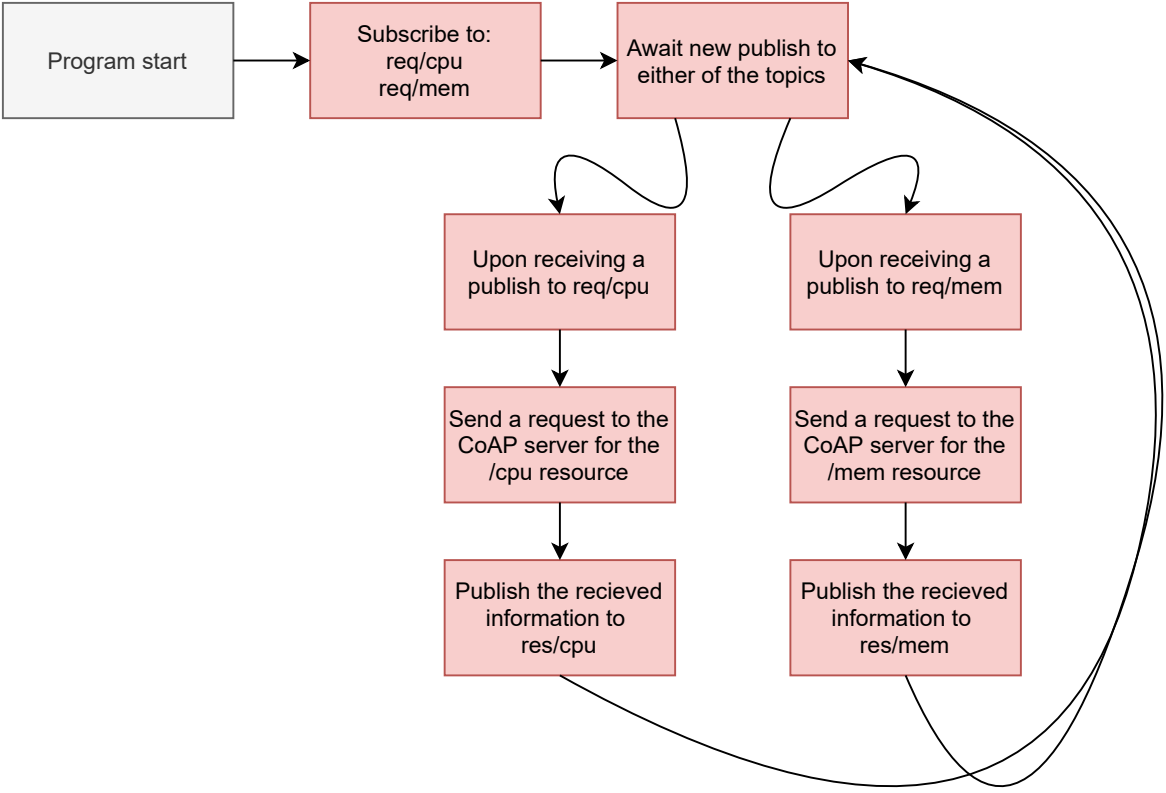 Program start
Subscribe to:
req/cpu
req/mem
Await new publish to
either of the topics
Upon receiving a
publish to req/cpu
Upon receiving a
publish to req/mem
Send a request to the
CoAP server for the
/cpu resource
Send a request to the
CoAP server for the
/mem resource
Publish the recieved
information to
res/cpu
Publish the recieved
information to
res/mem